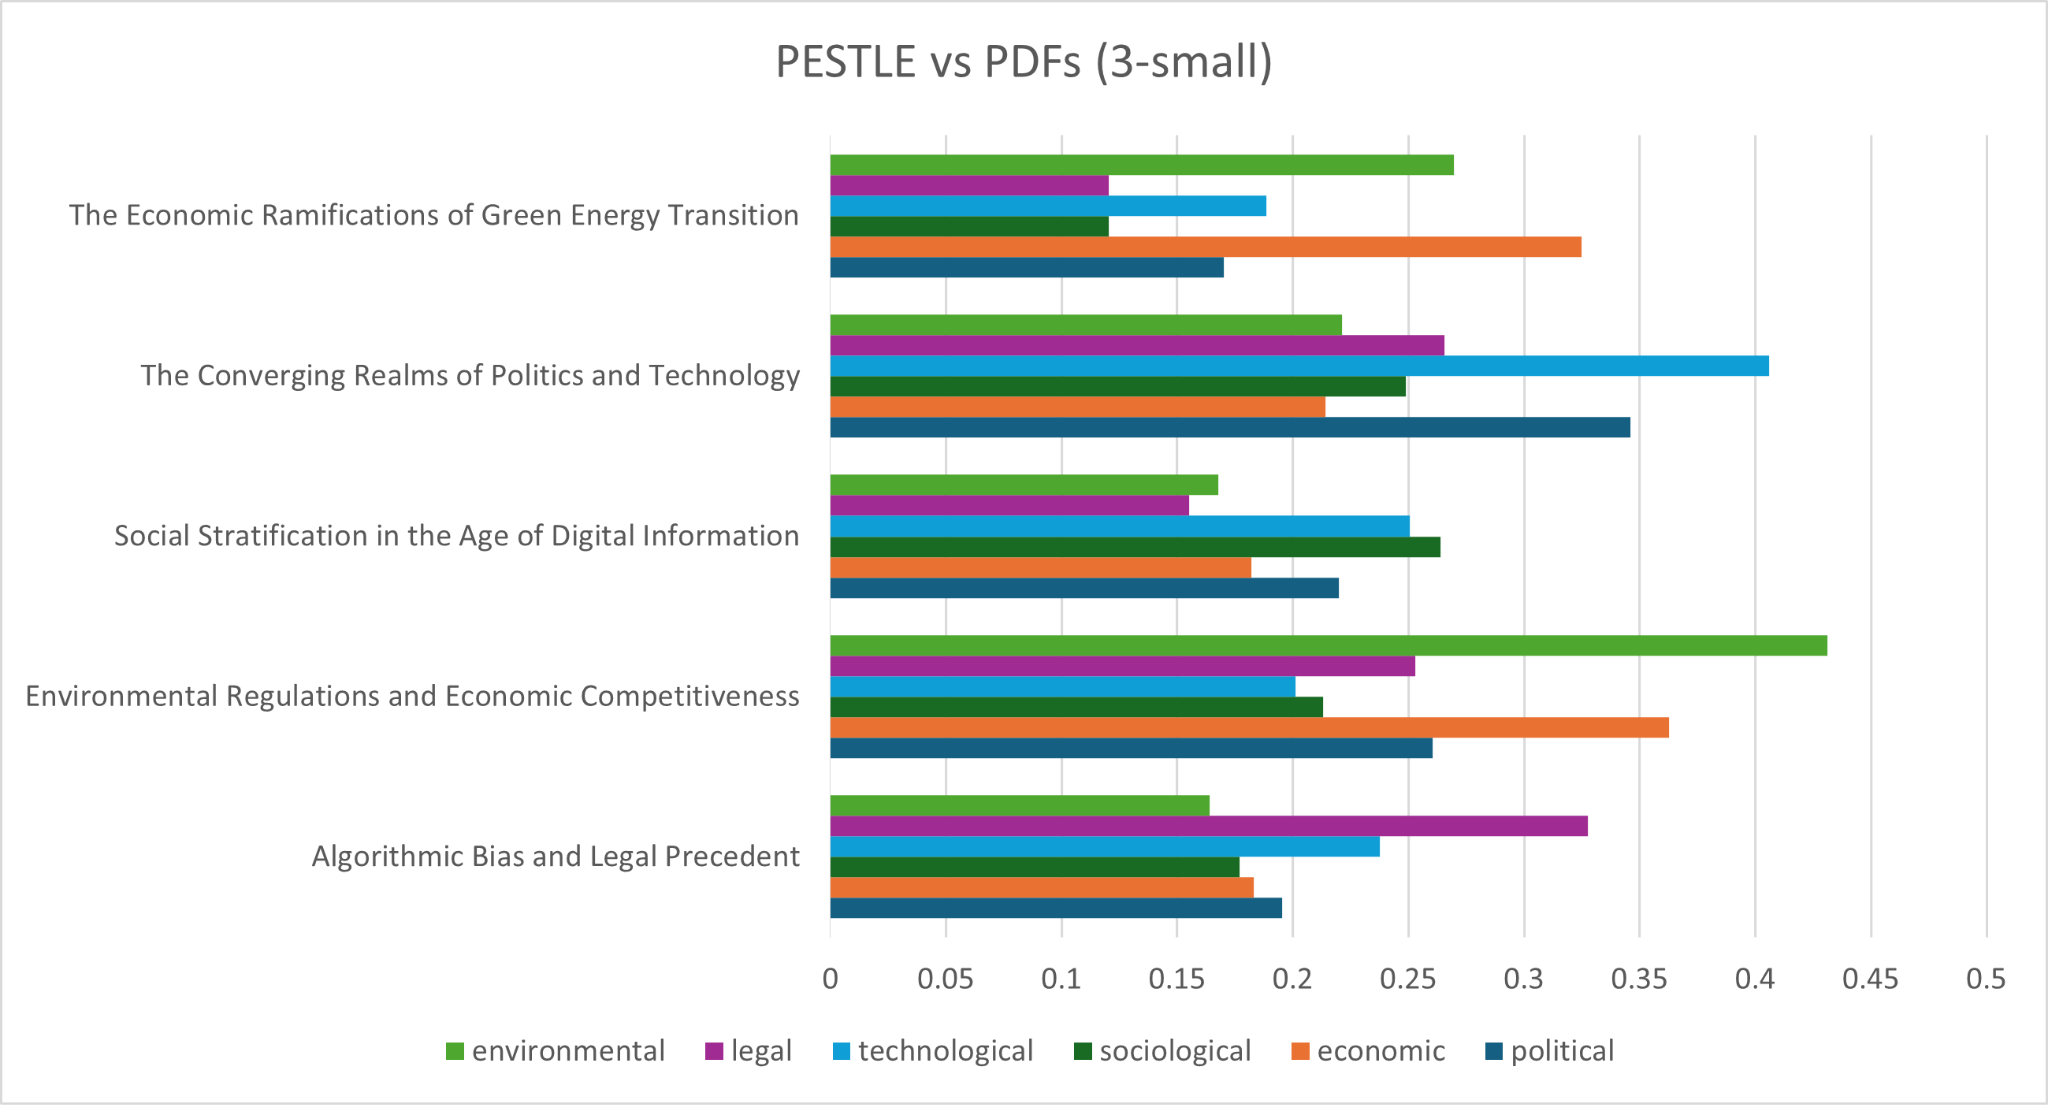 PESTLE vs PDFs (3-small)
The Economic Ramifications of Green Energy Transition
The Converging Realms of Politics and Technology
Social Stratification in the Age of Digital Information
Environmental Regulations and Economic Competitiveness
Algorithmic Bias and Legal Precedent
0 0.05 0.1 0.15 0.2 0.25 0.3 0.35 0.4 0.45 0.5
environmental legal technological sociological economic political